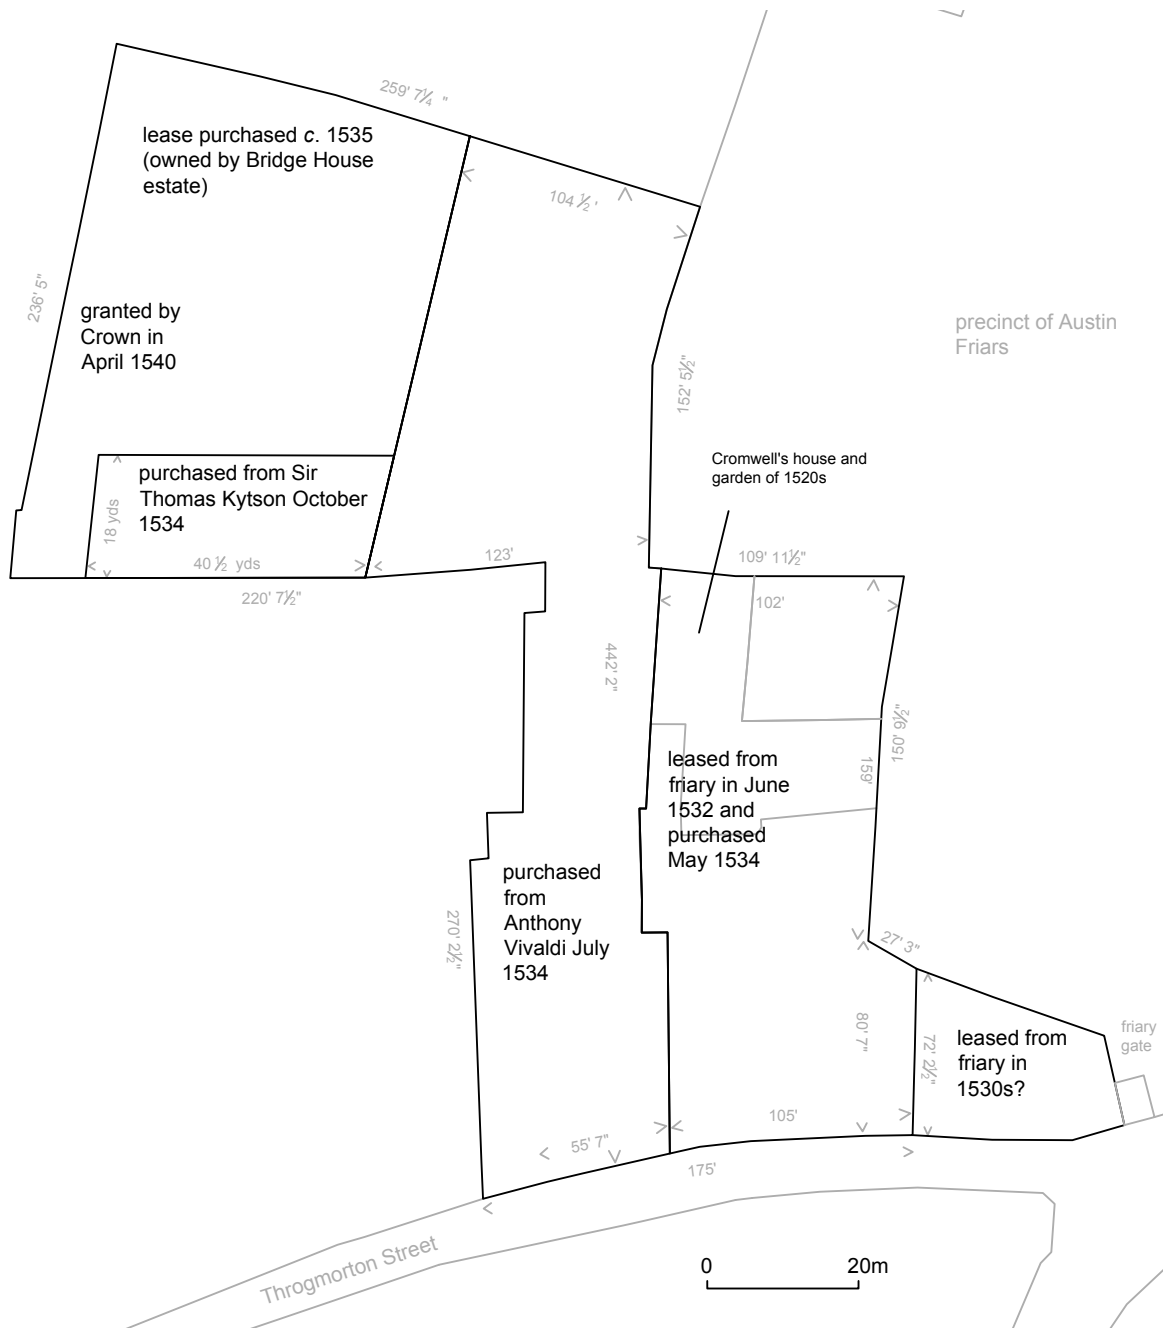 259' 7¼ "
lease purchased c. 1535
(owned by Bridge House
estate)
104 ½ '
236' 5"
granted by
Crown in
April 1540
precinct of Austin
Friars
152' 5½"
Cromwell's house and
garden of 1520s
purchased from Sir
Thomas Kytson October
1534
18 yds
40 ½ yds
123'
109' 11½"
220' 7½"
102'
442' 2"
150' 9½"
159'
leased from
friary in June
1532 and
purchased
May 1534
purchased
from
Anthony
Vivaldi July
1534
270' 2½"
27' 3"
80' 7"
72' 2½"
leased from
friary in
1530s?
friary
gate
105'
55' 7"
175'
Throgmorton Street
0 20m